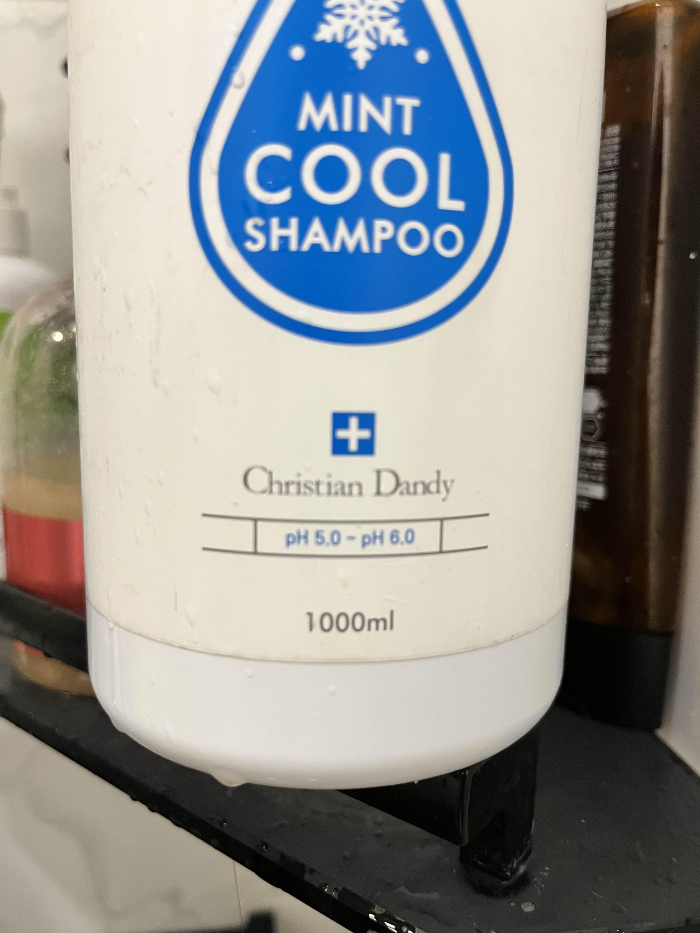 MINT
COOL
SHAMPOO
Christian Dandy
pH 5.0 ~ pH 6.0
1000ml